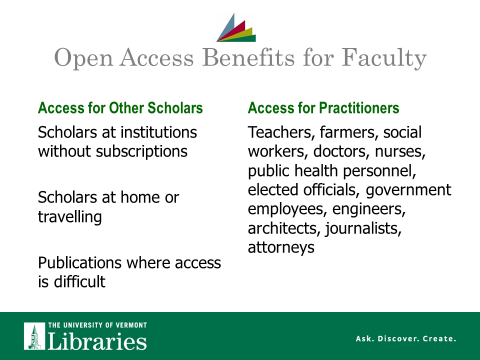 Open Access Benefits for Faculty
Access for Other Scholars
Scholars at institutions
without subscriptions
Scholars at home or
travelling
Publications where access
is difficult
Access for Practitioners
Teachers, farmers, social
workers, doctors, nurses,
public health personnel,
elected officials, government
employees, engineers,
architects, journalists,
attorneys
THE UNIVERSITY OF VERMONT
Libraries
Ask. Discover. Create.